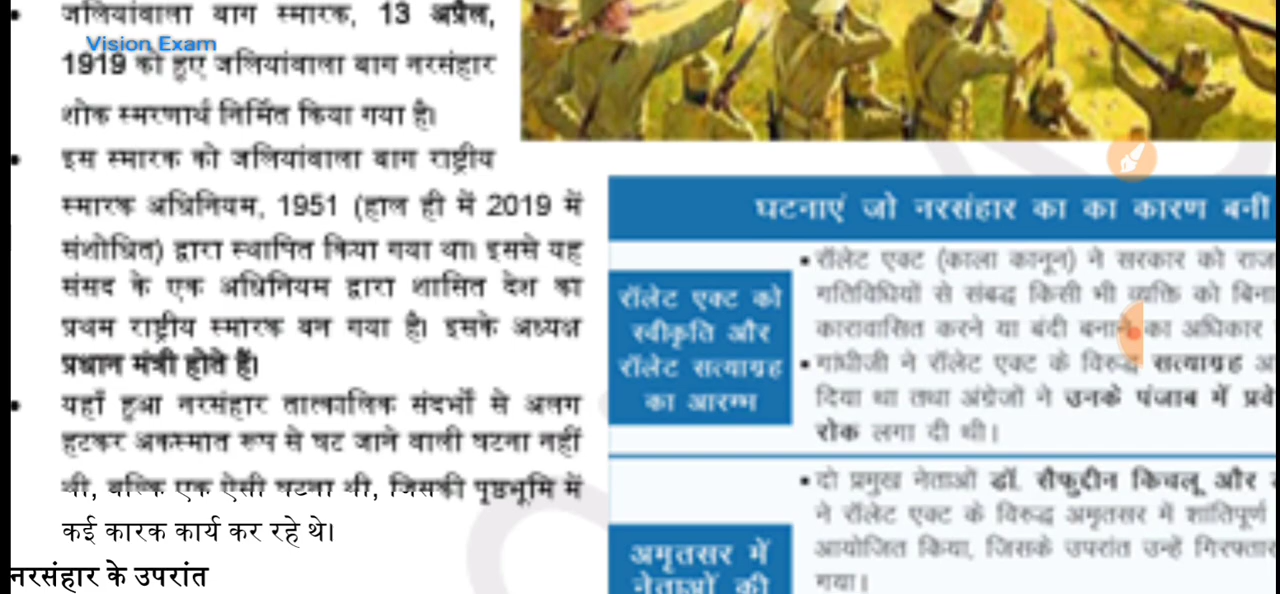 जलियांवाला बाग स्मारक, 13 अप्रैल,
Vision Exam
1919 को हुए जलियांवाला बाग नरसंहार
शोक स्मरणार्थ निर्मित किया गया है।
इस स्मारक को जलियांवाला बाग राष्ट्रीय
स्मारक अधिनियम, 1951 (हाल ही में 2019 में
संशोधित) द्वारा स्थापित किया गया था। इससे यह
संसद के एक अधिनियम द्वारा शासित देश का
प्रथम राष्ट्रीय स्मारक बन गया है। इसके अध्यक्ष
प्रधान मंत्री होते हैं।
यहाँ हुआ नरसंहार तात्कालिक संदर्भों से अलग
हटकर अकस्मात रूप से घट जाने वाली घटना नहीं
थी, बल्कि एक ऐसी घटना थी, जिसकी पृष्ठभूमि में
कई कारक कार्य कर रहे थे।
नरसंहार के उपरांत
घटनाएं जो नरसंहार का का कारण बनीं
रॉलेट एक्ट को
स्वीकृति और
रॉलेट सत्याग्रह
का आरम्भ
रॉलेट एक्ट (काला कानून) ने सरकार को राज
गतिविधियों से संबद्ध किसी भी व्यक्ति को बिना
कारावासित करने या बंदी बनाने का अधिकार
गांधीजी ने रॉलेट एक्ट के विरुद्ध सत्याग्रह
दिया था तथा अंग्रेजों ने उनके पंजाब में प्रवे
रोक लगा दी थी।
अमृतसर में
नेताओं की
दो प्रमुख नेताओं डॉ. सैफुद्दीन किचलू और
ने रॉलेट एक्ट के विरुद्ध अमृतसर में शांतिपूर्ण
आयोजित किया, जिसके उपरांत उन्हें गिरफ्तार
गया।